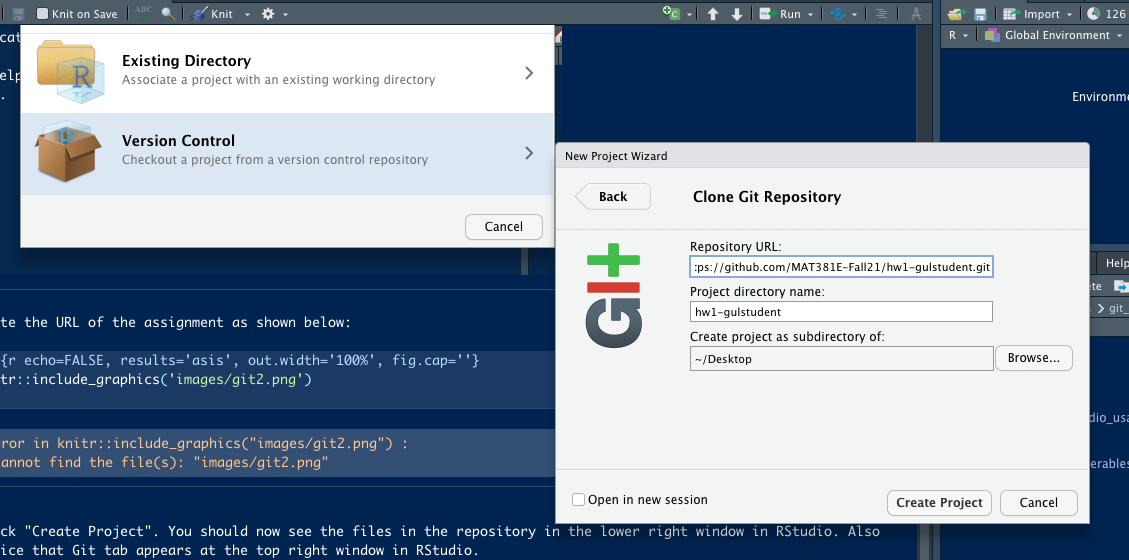 Knit on Save
ABC
Knit
Run
Import
126
R
Global Environment
Existing Directory
Associate a project with an existing working directory
Version Control
Checkout a project from a version control repository
Cancel
Environme
New Project Wizard
Back
Clone Git Repository
git
Repository URL:
:ps://github.com/MAT381E-Fall21/hw1-gulstudent.git
Project directory name:
hw1-gulstudent
Create project as subdirectory of:
~/Desktop
Browse...
Open in new session
Create Project
Cancel
Help
te
git_
dio_usa
erables
te the URL of the assignment as shown below:
{r echo=FALSE, results='asis', out.width='100%', fig.cap=''}
tr::include_graphics('images/git2.png')
ror in knitr::include_graphics("images/git2.png") :
annot find the file(s): "images/git2.png"
ck "Create Project". You should now see the files in the repository in the lower right window in RStudio. Also
ice that Git tab appears at the top right window in RStudio.